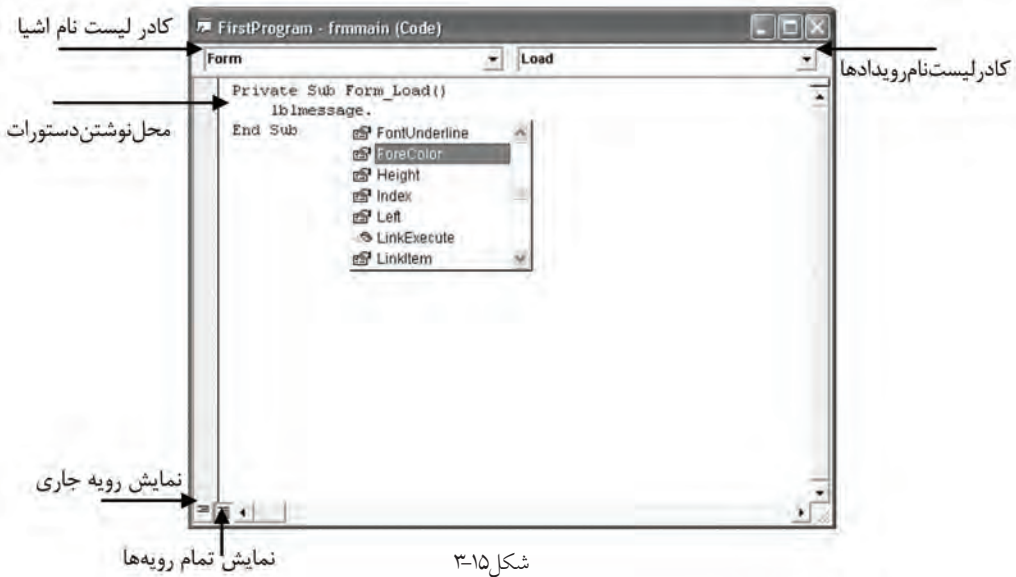 کادر لیست نام اشیا
FirstProgram - frmmain (Code)
Form
Load
کادرلیست‌نام‌رویدادها
Private Sub Form_Load()
lblmessage.
محل‌نوشتن‌دستورات
End Sub
FontUnderline
ForeColor
Height
Index
Left
LinkExecute
LinkItem
نمایش رویه جاری
نمایش تمام رویه‌ها
شکل۱۵-۳